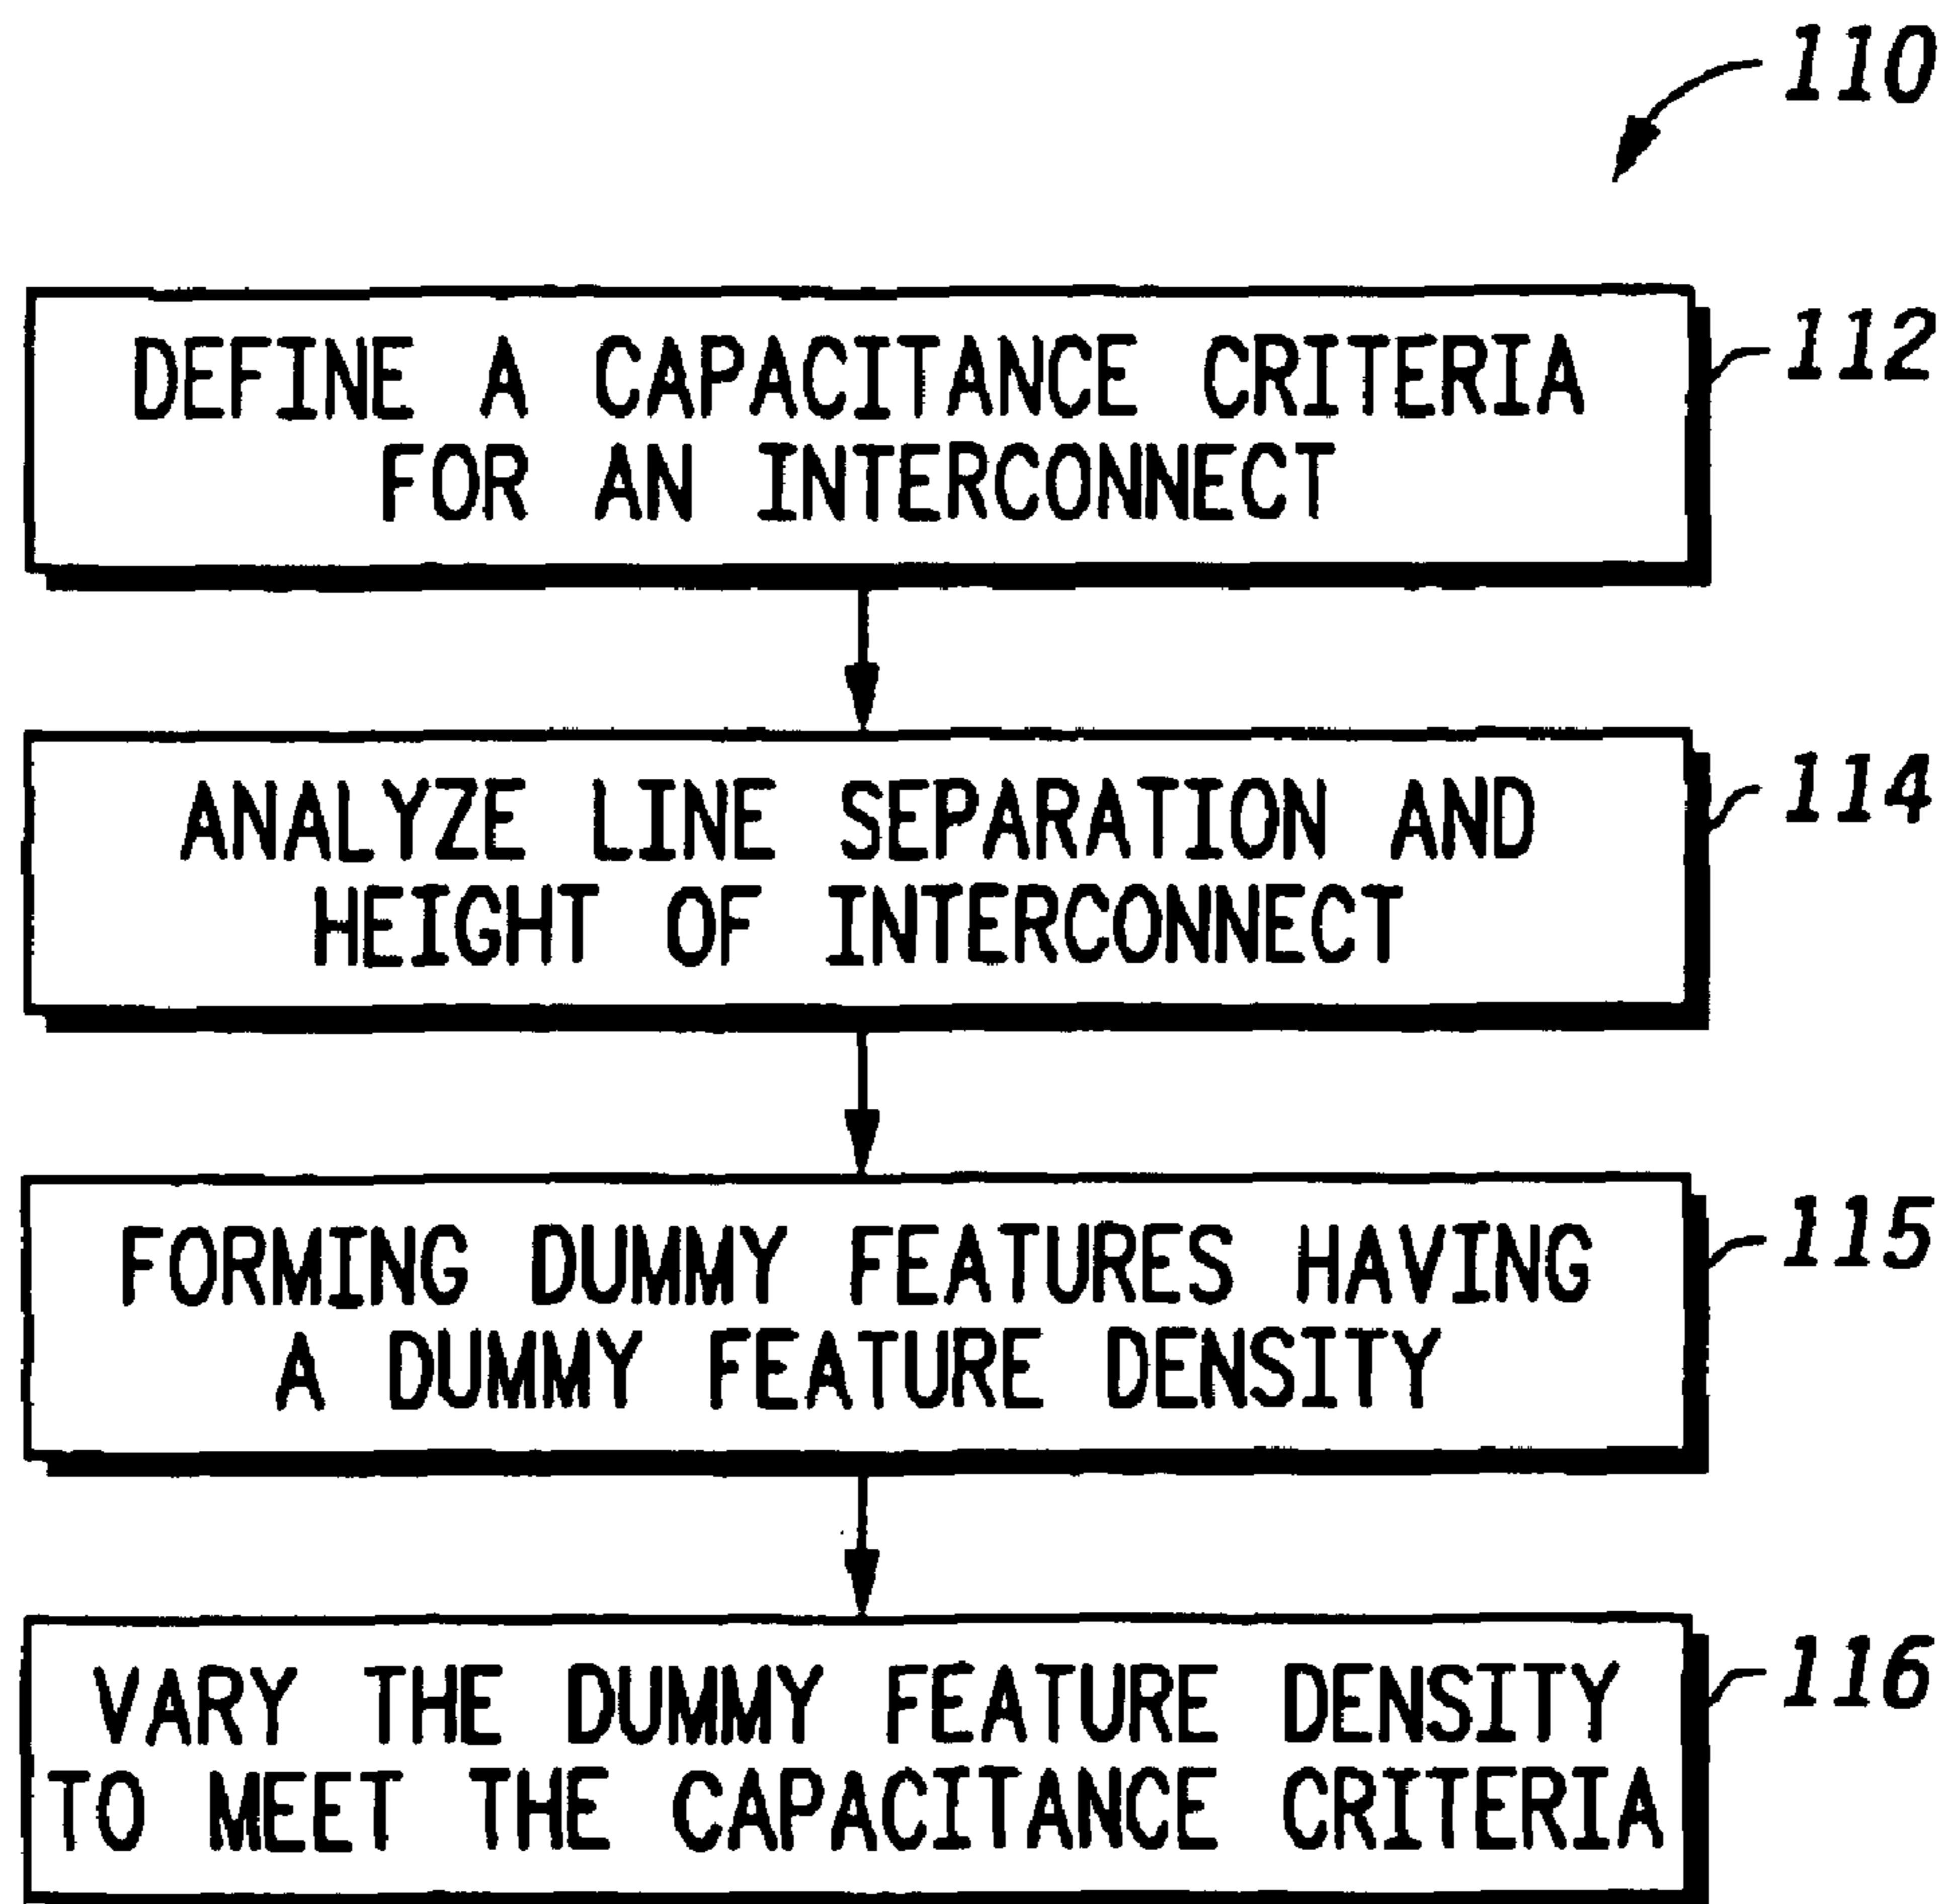 110
DEFINE A CAPACITANCE CRITERIA
FOR AN INTERCONNECT
112
ANALYZE LINE SEPARATION AND
HEIGHT OF INTERCONNECT
114
FORMING DUMMY FEATURES HAVING
A DUMMY FEATURE DENSITY
115
VARY THE DUMMY FEATURE DENSITY
TO MEET THE CAPACITANCE CRITERIA
116